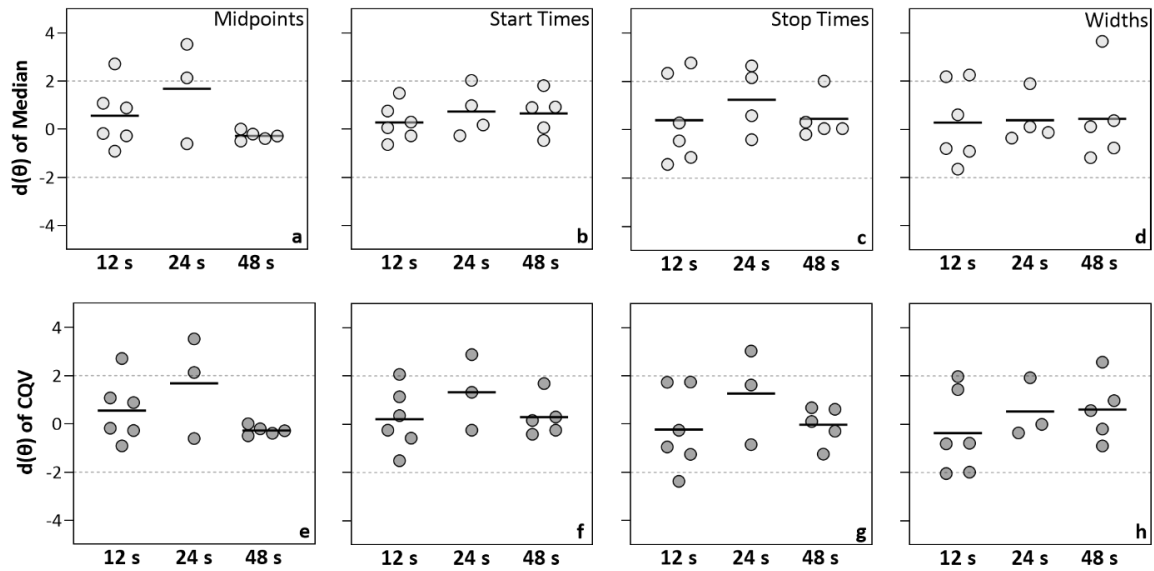 Midpoints
Start Times
Stop Times
Widths
d(θ) of Median
4
2
0
-2
-4
a
b
c
d
12 s 24 s 48 s
12 s 24 s 48 s
12 s 24 s 48 s
12 s 24 s 48 s
d(θ) of CQV
4
2
0
-2
-4
e
f
g
h
12 s 24 s 48 s
12 s 24 s 48 s
12 s 24 s 48 s
12 s 24 s 48 s